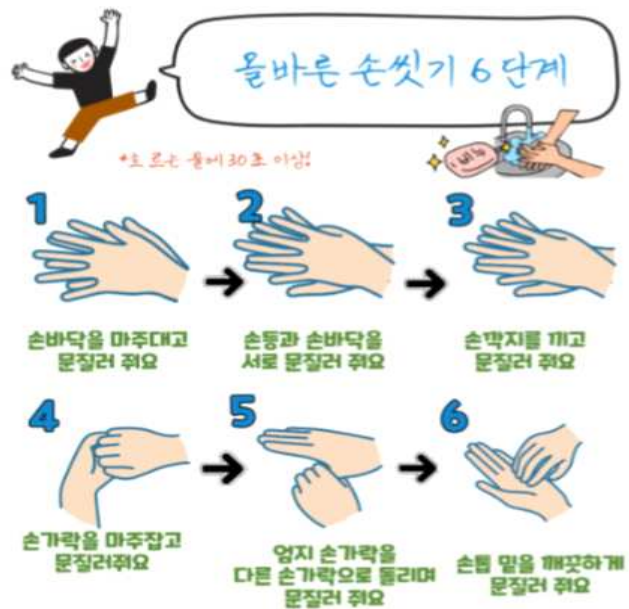 올바른 손씻기 6단계
*흐르는 물에 30초 이상!
비누
1
2
3
손바닥을 마주대고
문질러 줘요
손등과 손바닥을
서로 문질러 줘요
손깍지를 끼고
문질러 줘요
4
5
6
손가락을 마주잡고
문질러줘요
엄지 손가락을
다른 손가락으로 돌리며
문질러 줘요
손톱 밑을 깨끗하게
문질러 줘요